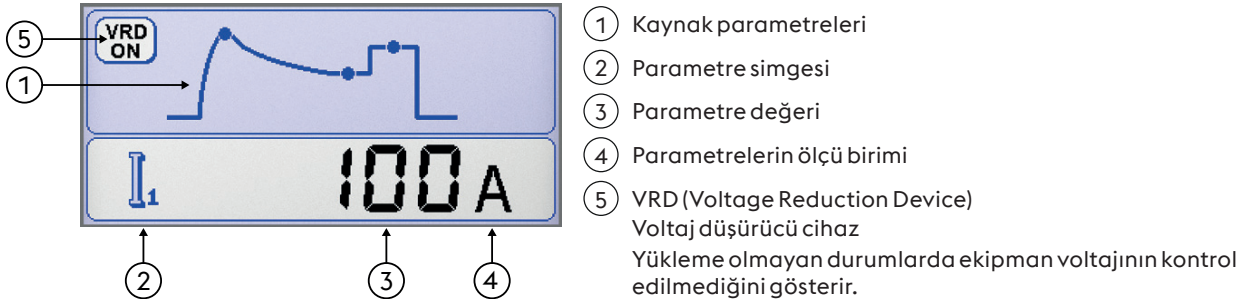 VRD
ON
5
1
I1
100 A
2
3
4
1 Kaynak parametreleri
2 Parametre simgesi
3 Parametre değeri
4 Parametrelerin ölçü birimi
5 VRD (Voltage Reduction Device)
Voltaj düşürücü cihaz
Yükleme olmayan durumlarda ekipman voltajının kontrol
edilmediğini gösterir.